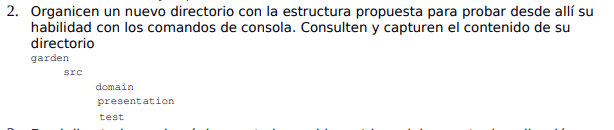 2. Organicen un nuevo directorio con la estructura propuesta para probar desde allí su
habilidad con los comandos de consola. Consulten y capturen el contenido de su
directorio
garden
src
domain
presentation
test